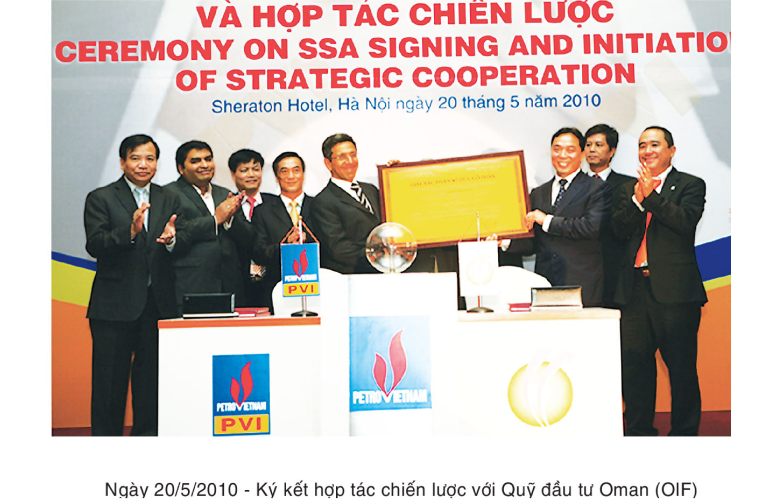 VÀ HỢP TÁC CHIẾN LƯỢC
CEREMONY ON SSA SIGNING AND INITIATION
OF STRATEGIC COOPERATION
Sheraton Hotel, Hà Nội ngày 20 tháng 5 năm 2010
PETROVIETNAM
PVI
PETROVIETNAM
PVI
PETROVIETNAM
Ngày 20/5/2010 - Ký kết hợp tác chiến lược với Quỹ đầu tư Oman (OIF)